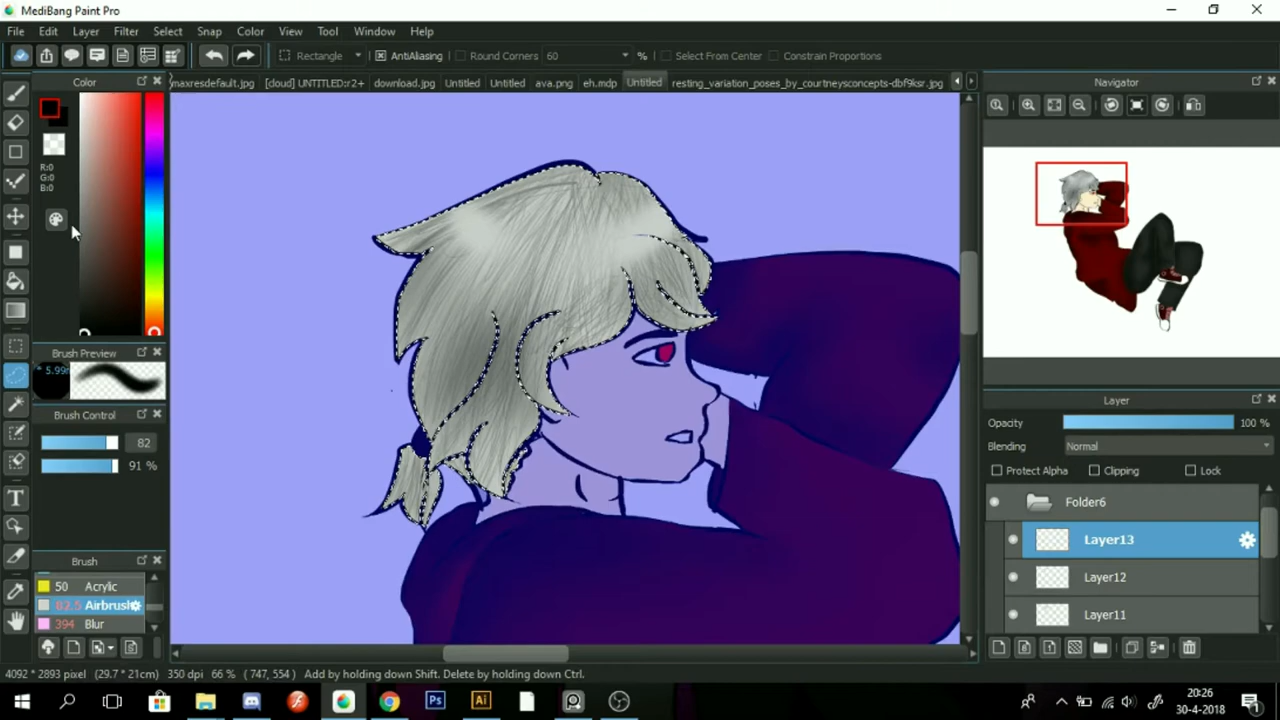 MediBang Paint Pro
File Edit Layer Filter Select Snap Color View Tool Window Help
Rectangle AntiAliasing Round Corners 60 % Select From Center Constrain Proportions
Color
maxresdefault.jpg [cloud] UNTITLED:r2+ download.jpg Untitled Untitled ava.png eh.mdp Untitled resting_variation_poses_by_courtneysconcepts-dbf9ksr.jpg
Navigator
R:0
G:0
B:0
Brush Preview
* 5.99
Brush Control
82
91 %
Brush
50 Acrylic
82.5 Airbrush
394 Blur
Layer
Opacity 100 %
Blending Normal
Protect Alpha Clipping Lock
Folder6
Layer13
Layer12
Layer11
4092 * 2893 pixel (29.7 * 21cm) 350 dpi 66 % (747, 554) Add by holding down Shift. Delete by holding down Ctrl.
T
Ps
Ai
20:26
30-4-2018
1